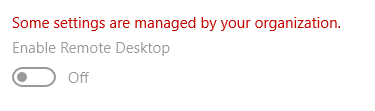 Some settings are managed by your organization.
Enable Remote Desktop
Off